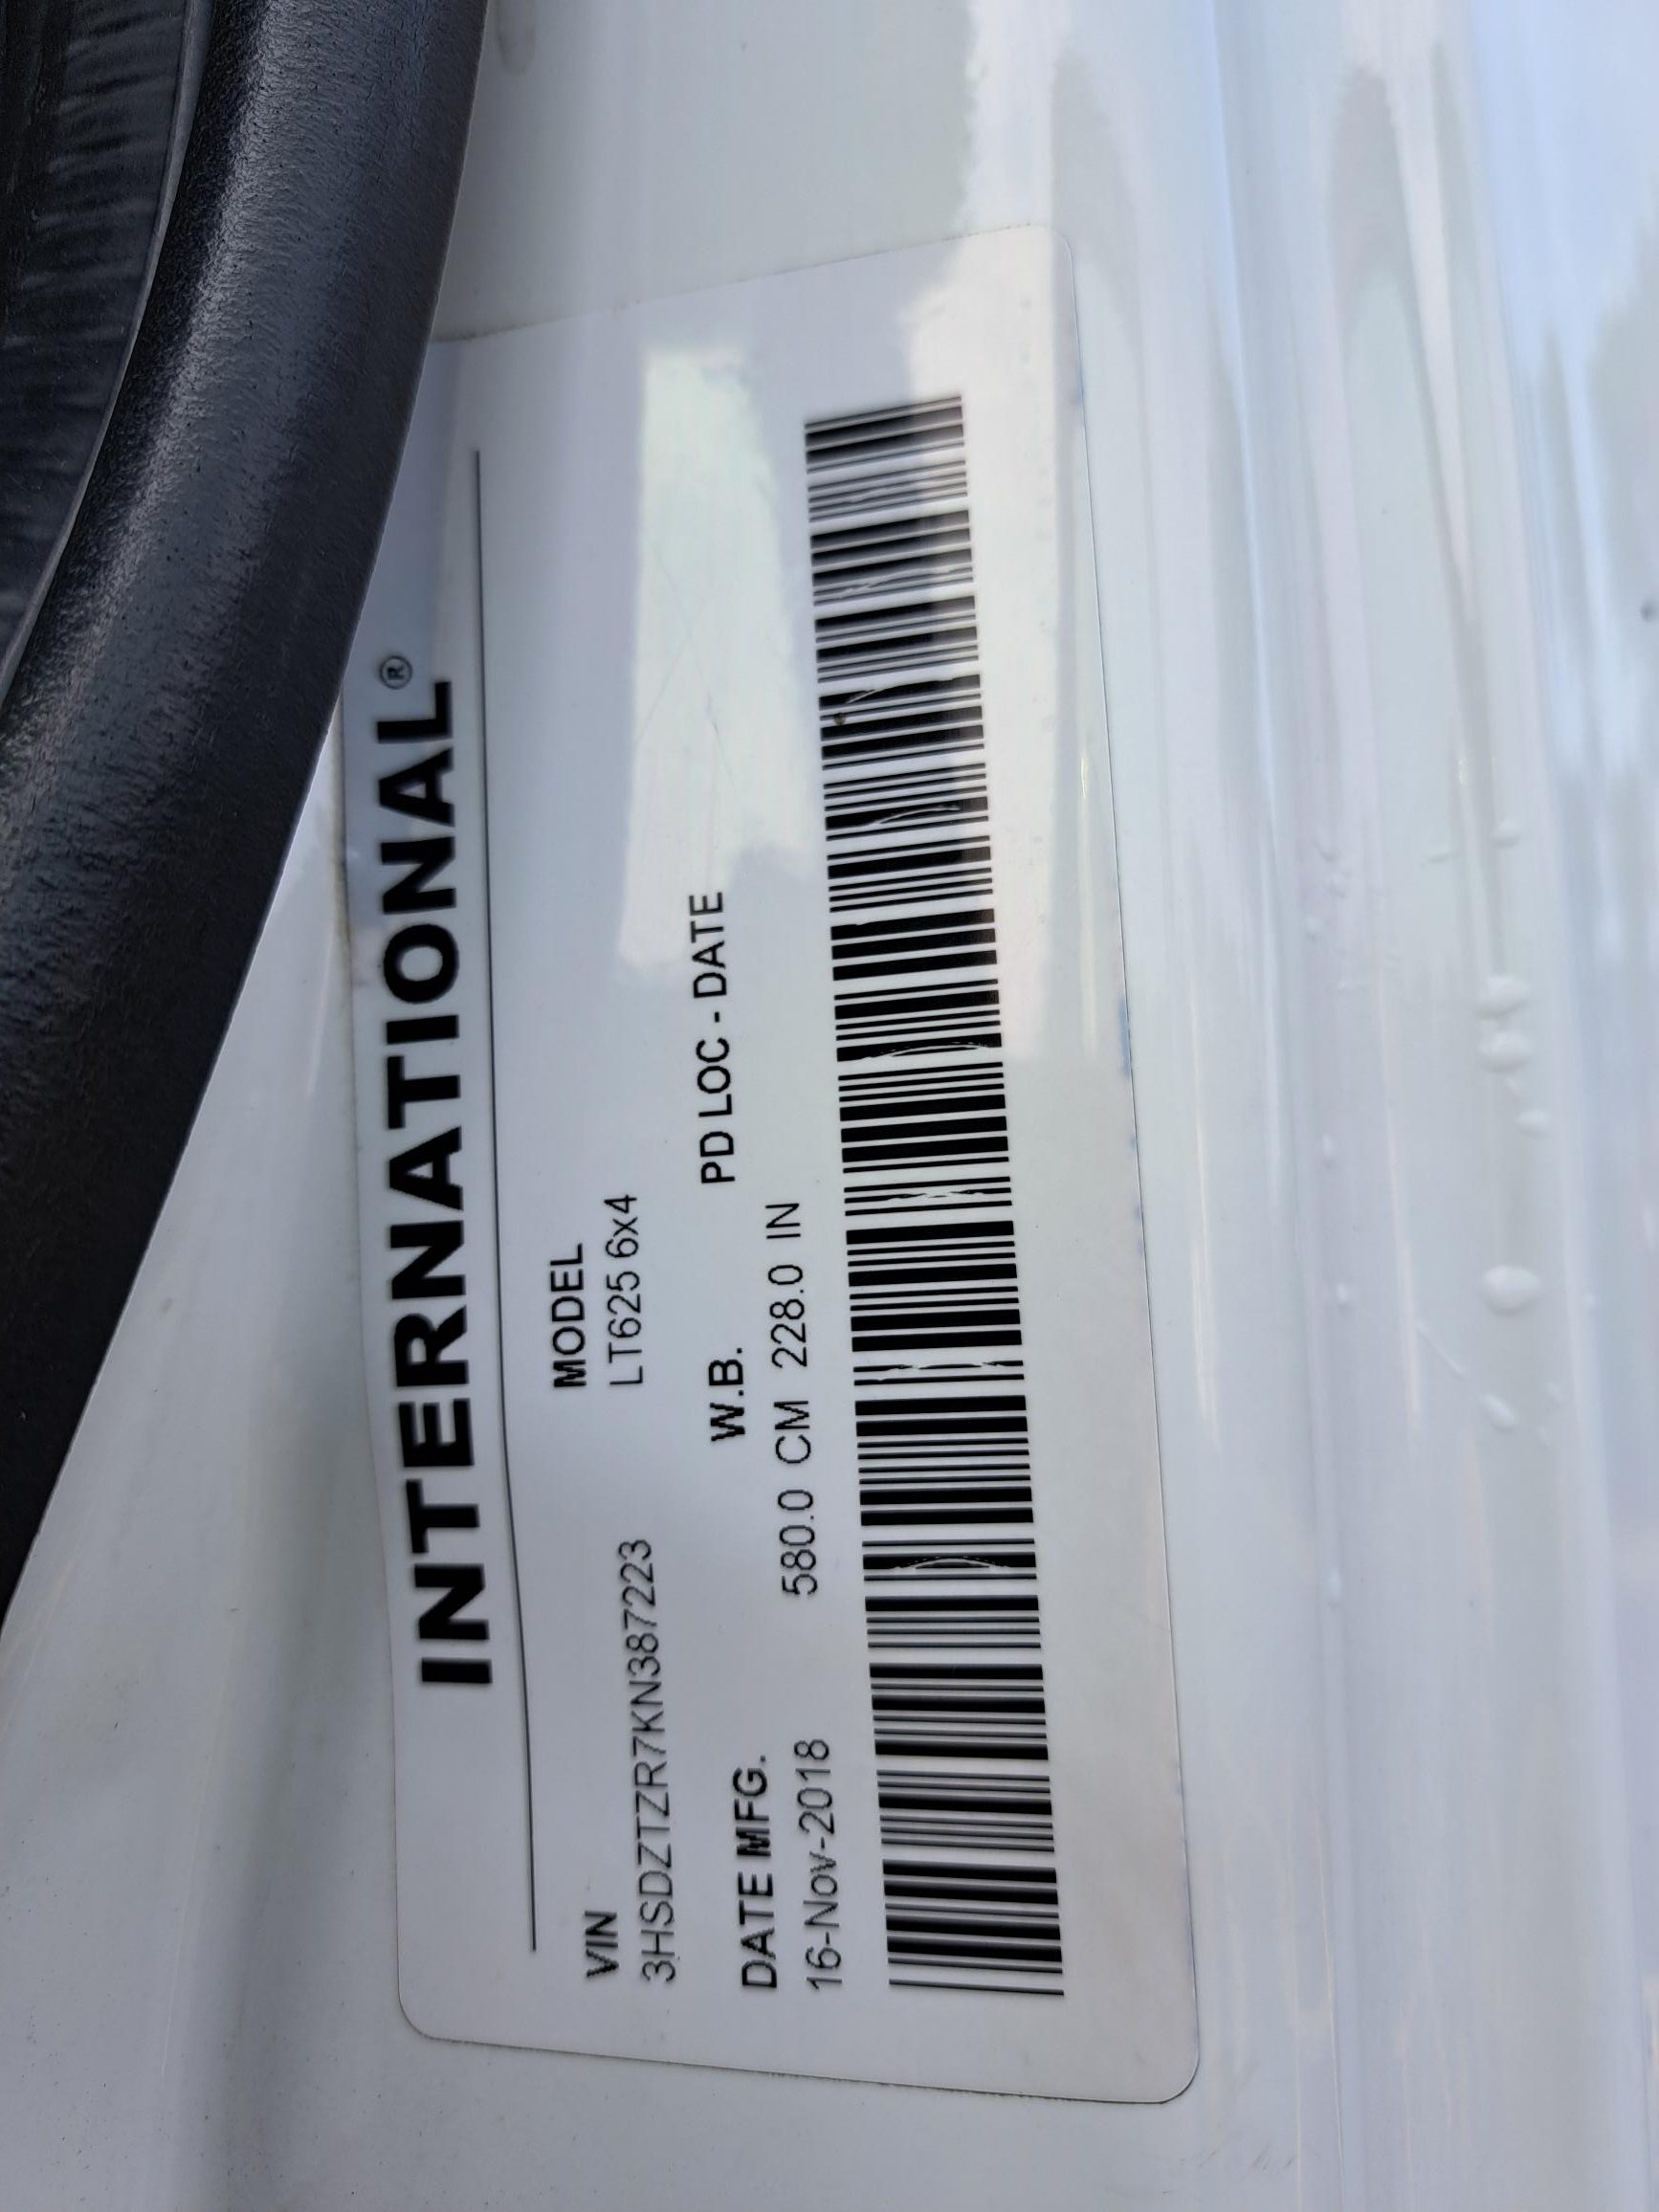 INTERNATIONAL®
VIN MODEL
3HSDZTZR7KN387223 LT625 6x4
DATE MFG. W.B. PD LOC - DATE
16-Nov-2018 580.0 CM 228.0 IN